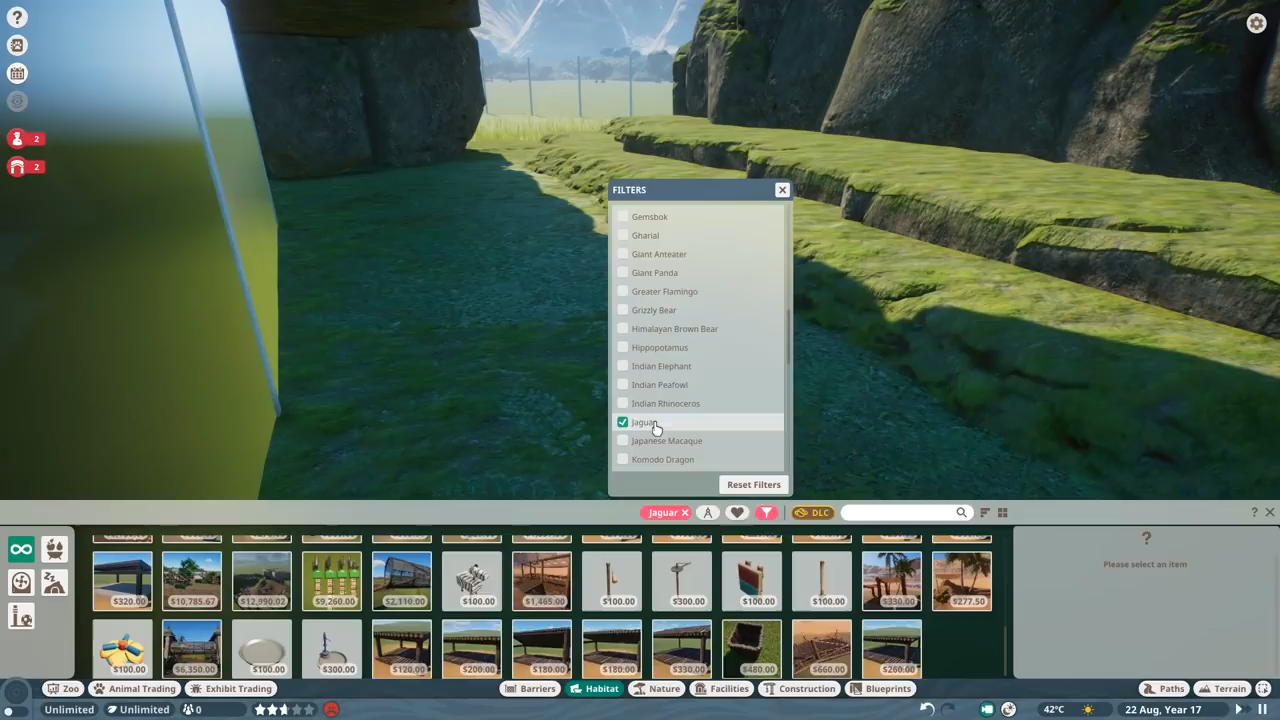 ?
2
2
FILTERS
Gemsbok
Gharial
Giant Anteater
Giant Panda
Greater Flamingo
Grizzly Bear
Himalayan Brown Bear
Hippopotamus
Indian Elephant
Indian Peafowl
Indian Rhinoceros
Jaguar
Japanese Macaque
Komodo Dragon
Reset Filters
Jaguar × DLC ?
?
Please select an item
$320.00 $10,785.67 $12,990.02 $9,260.00 $2,110.00 $100.00 $1,465.00 $100.00 $300.00 $100.00 $100.00 $330.00 $277.50
$100.00 $6,350.00 $100.00 $300.00 $120.00 $200.00 $180.00 $180.00 $330.00 $480.00 $660.00 $260.00
Zoo Animal Trading Exhibit Trading Barriers Habitat Nature Facilities Construction Blueprints Paths Terrain
Unlimited Unlimited 0 42°C 22 Aug, Year 17